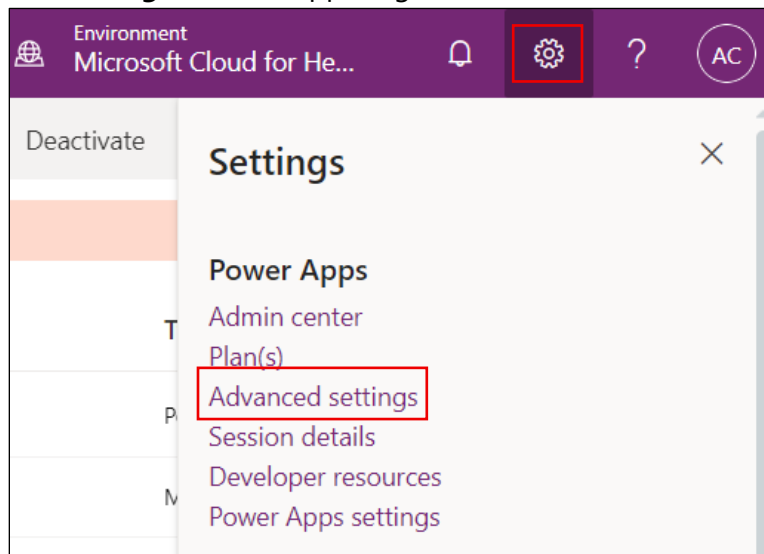 Environment
Microsoft Cloud for He...
?
AC
Deactivate
Settings
Power Apps
Admin center
T
Plan(s)
Advanced settings
P
Session details
Developer resources
M
Power Apps settings